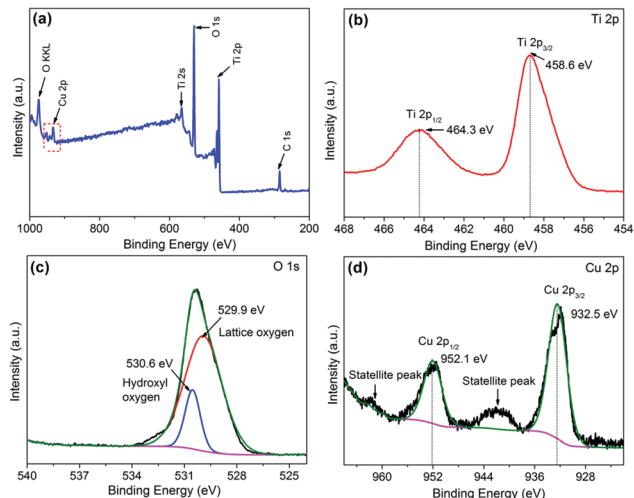 (a)
O 1s
O KKL
Cu 2p
Ti 2s
Ti 2p
C 1s
Intensity (a.u.)
1000 800 600 400 200
Binding Energy (eV)
(b)
Ti 2p
Ti 2p3/2
458.6 eV
Ti 2p1/2
464.3 eV
Intensity (a.u.)
468 466 464 462 460 458 456 454
Binding Energy (eV)
(c)
O 1s
529.9 eV
Lattice oxygen
530.6 eV
Hydroxyl
oxygen
Intensity (a.u.)
540 537 534 531 528 525
Binding Energy (eV)
(d)
Cu 2p
Cu 2p3/2
932.5 eV
Cu 2p1/2
952.1 eV
Statellite peak
Statellite peak
Intensity (a.u.)
960 952 944 936 928
Binding Energy (eV)